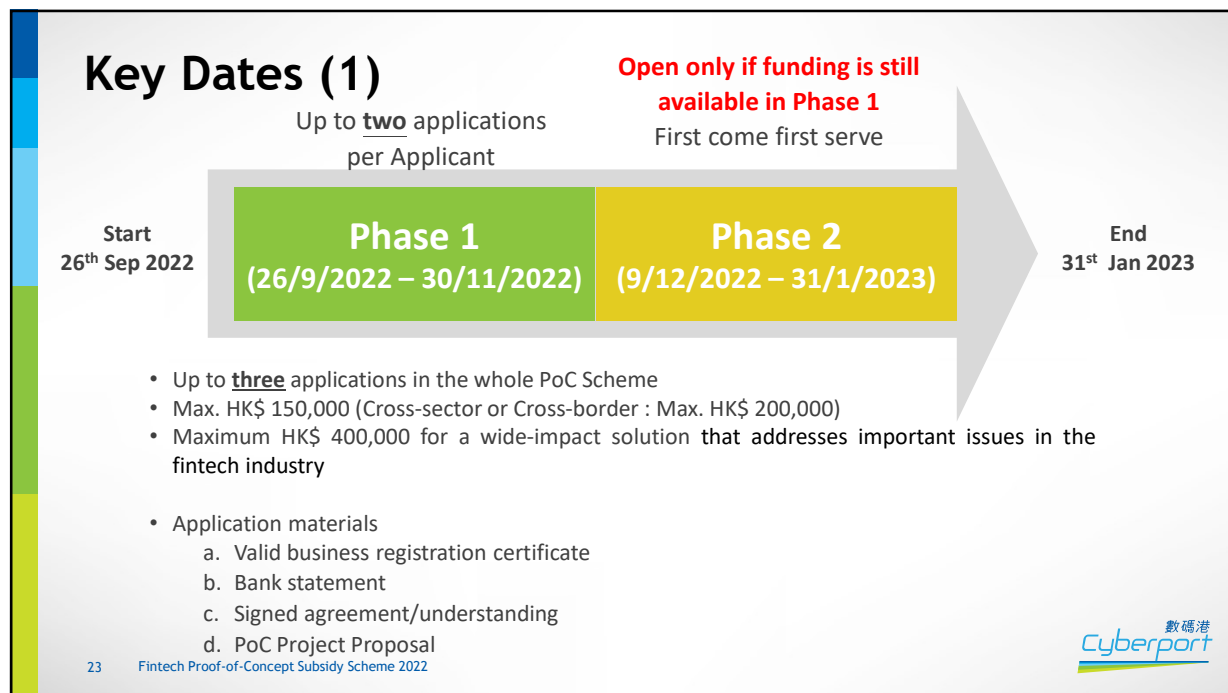 Key Dates (1)
Open only if funding is still
available in Phase 1
First come first serve
Up to two applications
per Applicant
Start
26th Sep 2022
Phase 1
(26/9/2022 – 30/11/2022)
Phase 2
(9/12/2022 – 31/1/2023)
End
31st Jan 2023
• Up to three applications in the whole PoC Scheme
• Max. HK$ 150,000 (Cross-sector or Cross-border : Max. HK$ 200,000)
• Maximum HK$ 400,000 for a wide-impact solution that addresses important issues in the
fintech industry
• Application materials
a. Valid business registration certificate
b. Bank statement
c. Signed agreement/understanding
d. PoC Project Proposal
23 Fintech Proof-of-Concept Subsidy Scheme 2022
數碼港
Cyberport